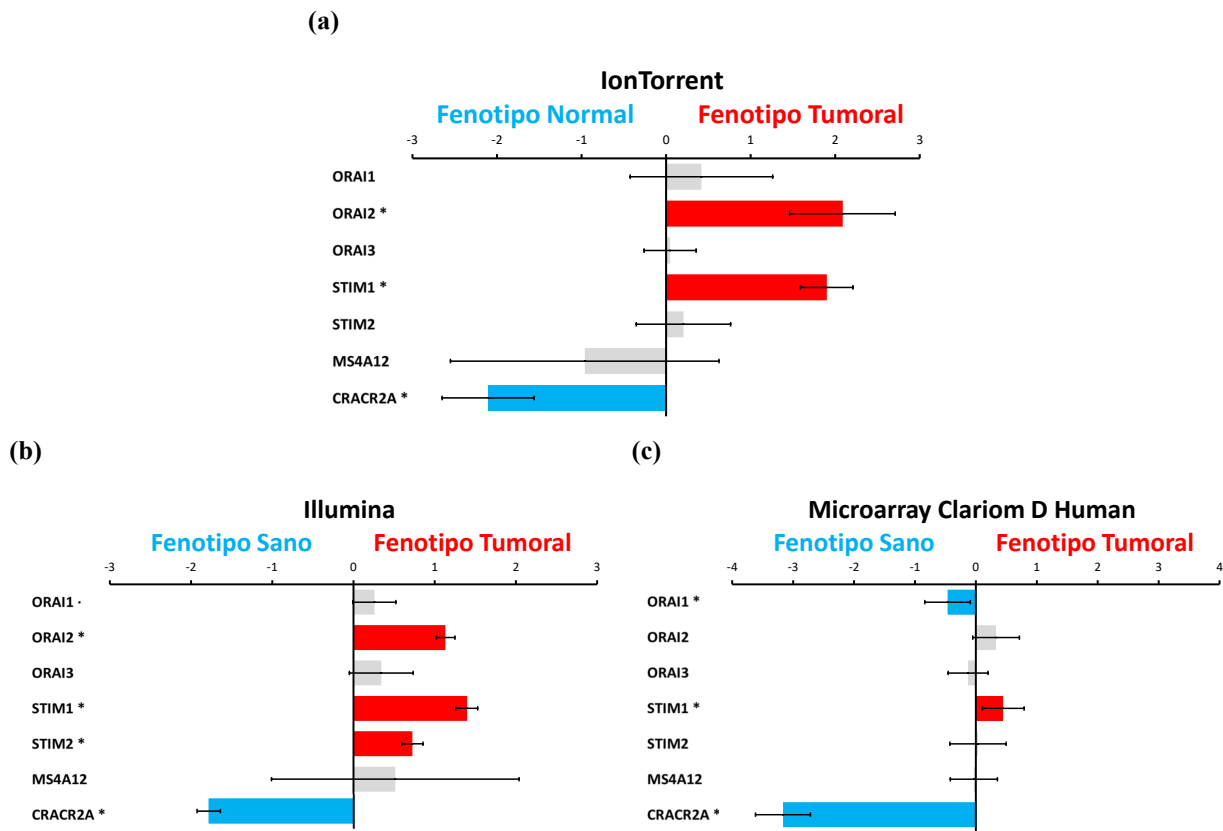 (a)
IonTorrent
Fenotipo Normal Fenotipo Tumoral
-3 -2 -1 0 1 2 3
ORAI1
ORAI2 *
ORAI3
STIM1 *
STIM2
MS4A12
CRACR2A *
(b)
Illumina
Fenotipo Sano Fenotipo Tumoral
-3 -2 -1 0 1 2 3
ORAI1 ·
ORAI2 *
ORAI3
STIM1 *
STIM2 *
MS4A12
CRACR2A *
(c)
Microarray Clariom D Human
Fenotipo Sano Fenotipo Tumoral
-4 -3 -2 -1 0 1 2 3 4
ORAI1 *
ORAI2
ORAI3
STIM1 *
STIM2
MS4A12
CRACR2A *